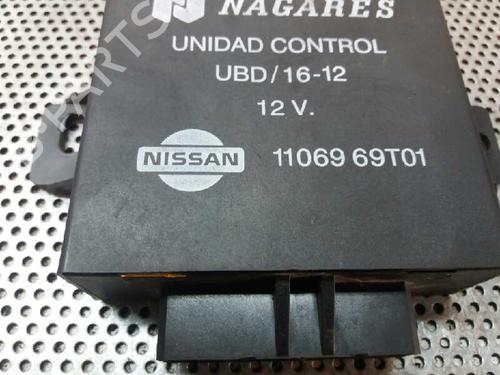 NAGARES
UNIDAD CONTROL
UBD/16-12
12 V.
NISSAN
11069 69T01